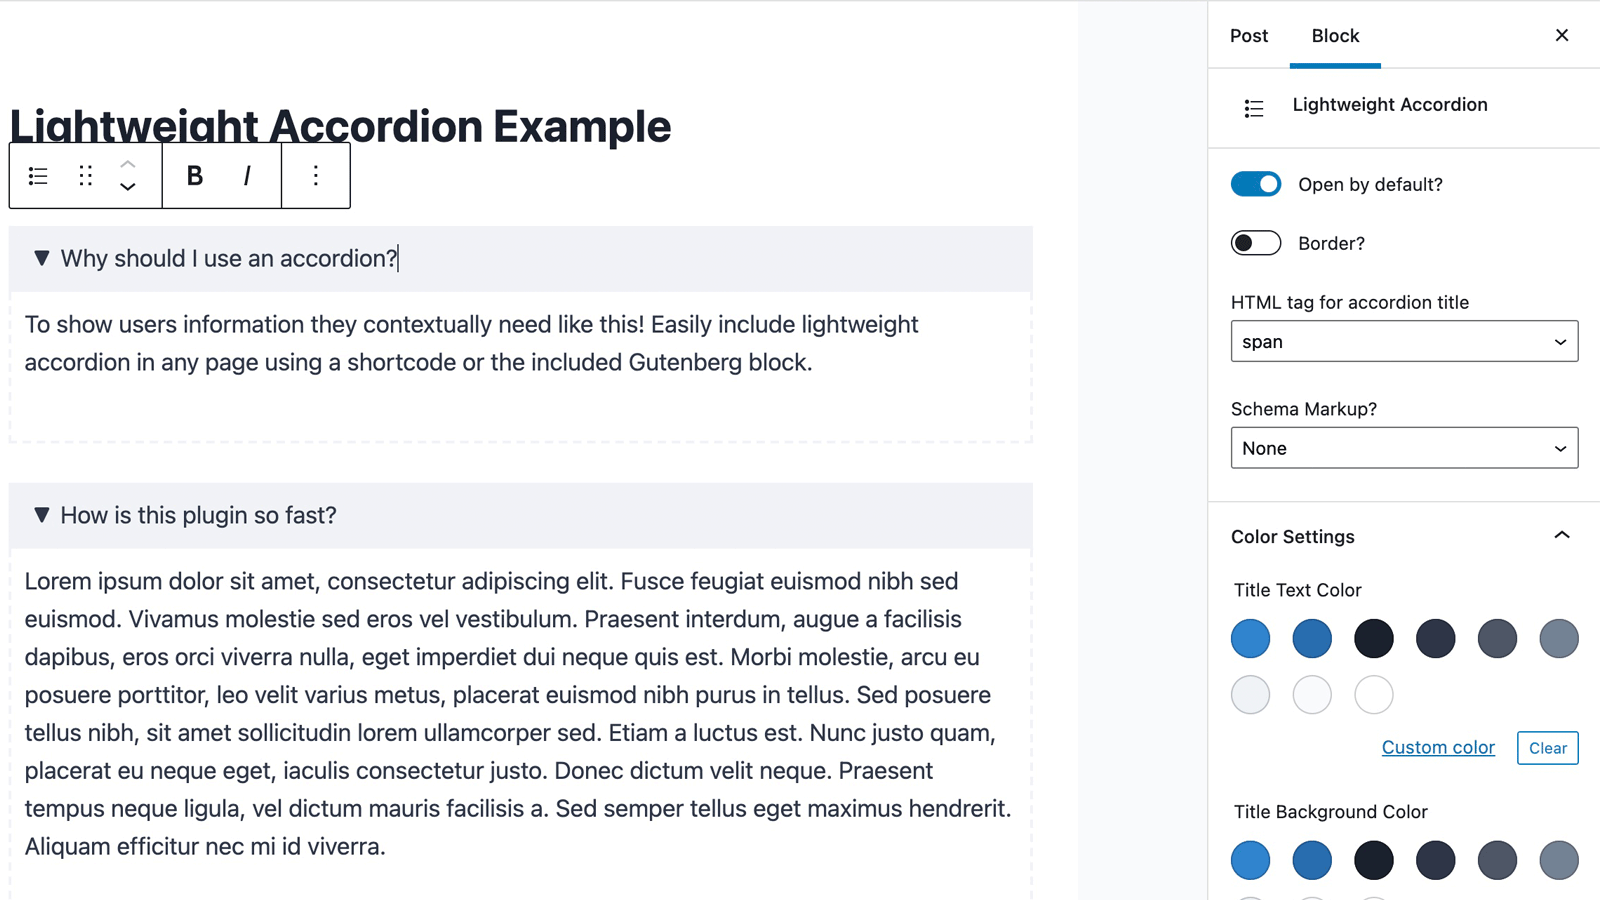 Lightweight Accordion Example
B I
Why should I use an accordion?
To show users information they contextually need like this! Easily include lightweight
accordion in any page using a shortcode or the included Gutenberg block.
How is this plugin so fast?
Lorem ipsum dolor sit amet, consectetur adipiscing elit. Fusce feugiat euismod nibh sed
euismod. Vivamus molestie sed eros vel vestibulum. Praesent interdum, augue a facilisis
dapibus, eros orci viverra nulla, eget imperdiet dui neque quis est. Morbi molestie, arcu eu
posuere porttitor, leo velit varius metus, placerat euismod nibh purus in tellus. Sed posuere
tellus nibh, sit amet sollicitudin lorem ullamcorper sed. Etiam a luctus est. Nunc justo quam,
placerat eu neque eget, iaculis consectetur justo. Donec dictum velit neque. Praesent
tempus neque ligula, vel dictum mauris facilisis a. Sed semper tellus eget maximus hendrerit.
Aliquam efficitur nec mi id viverra.
Post Block
Lightweight Accordion
Open by default?
Border?
HTML tag for accordion title
span
Schema Markup?
None
Color Settings
Title Text Color
Custom color Clear
Title Background Color